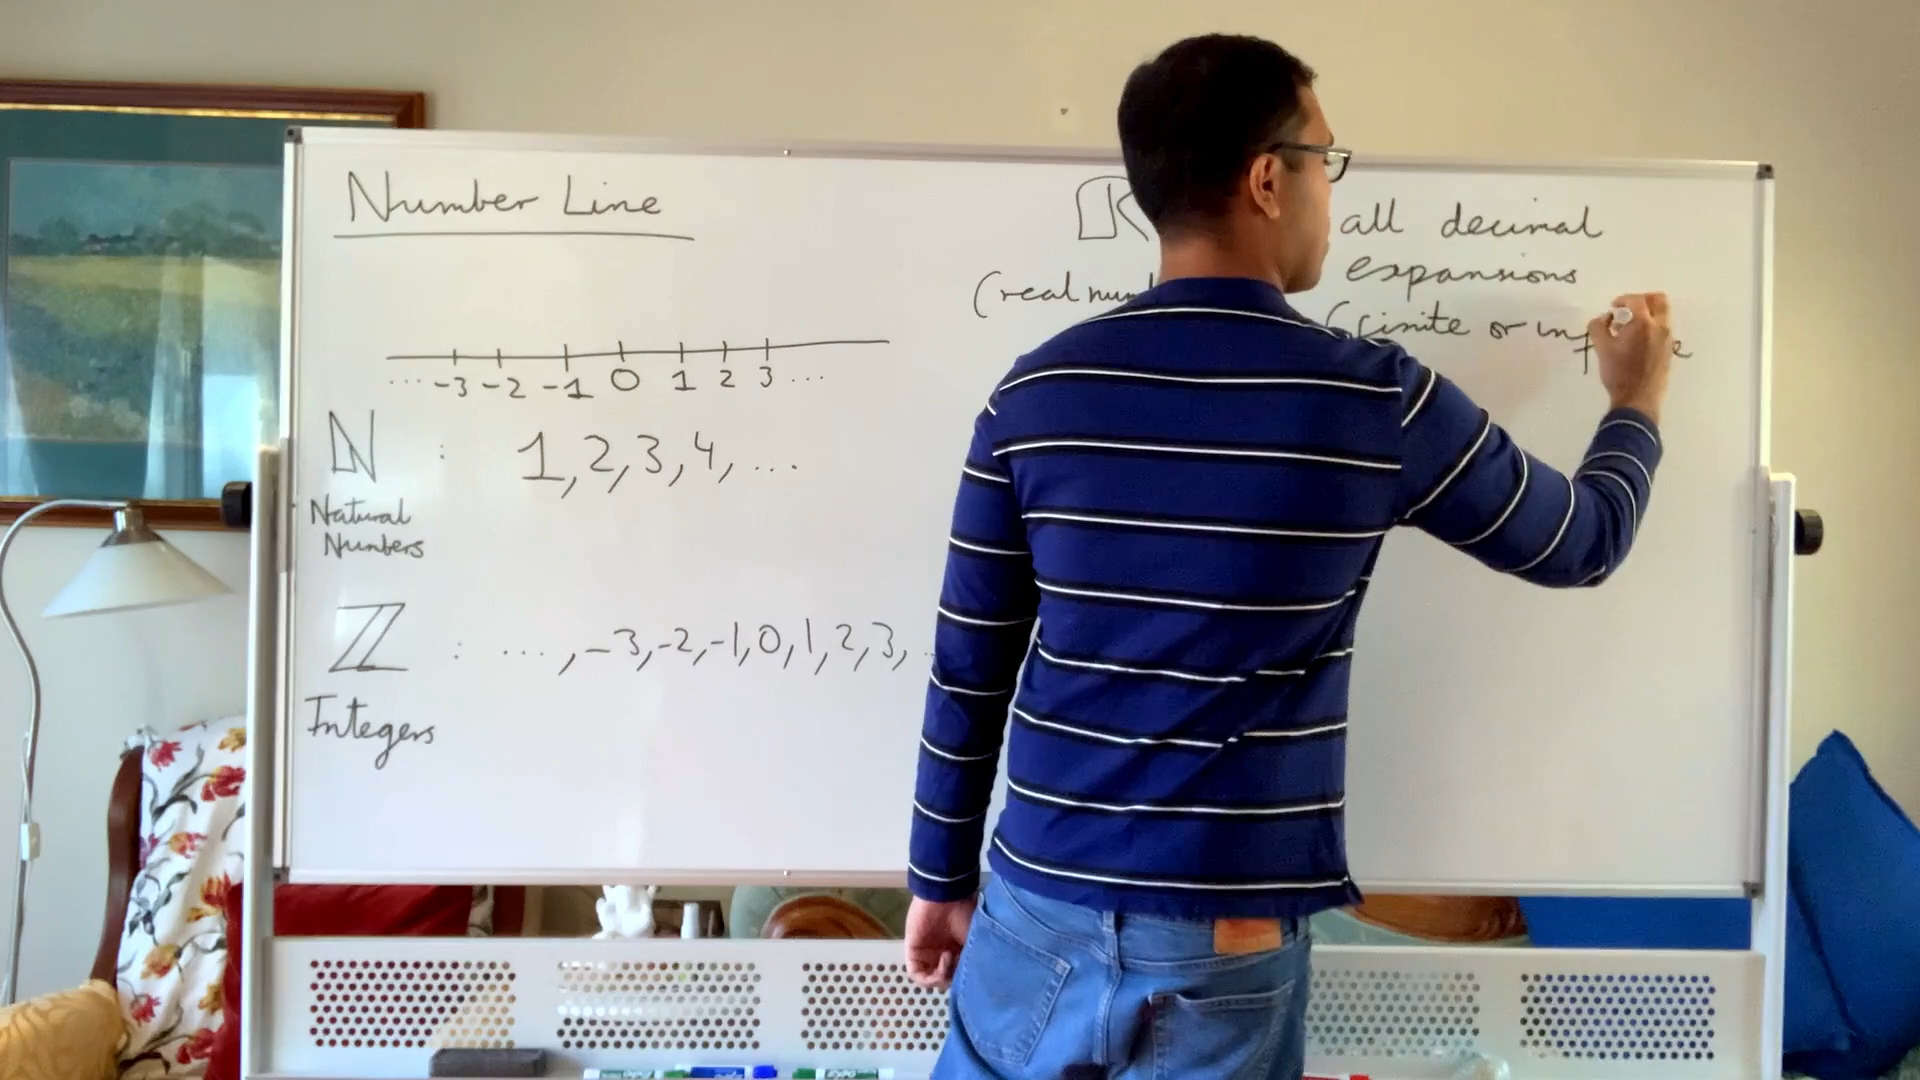 Number Line
... -3 -2 -1 0 1 2 3 ...
ℕ : 1, 2, 3, 4, ...
Natural
Numbers
ℤ : ... , -3, -2, -1, 0, 1, 2, 3, ..
Integers
ℝ all decimal
(real expansions
(finite or